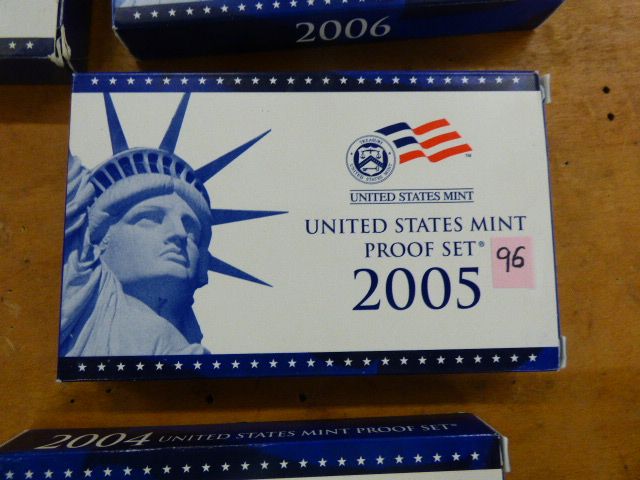 2006
UNITED STATES MINT
UNITED STATES MINT
PROOF SET®
2005
96
2004 UNITED STATES MINT PROOF SET®